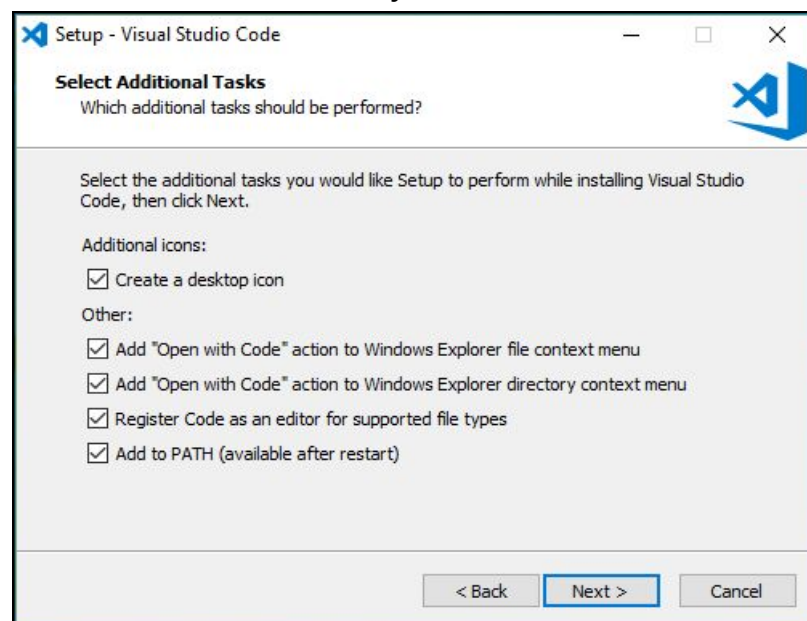 Setup - Visual Studio Code
Select Additional Tasks
Which additional tasks should be performed?
Select the additional tasks you would like Setup to perform while installing Visual Studio
Code, then click Next.
Additional icons:
Create a desktop icon
Other:
Add "Open with Code" action to Windows Explorer file context menu
Add "Open with Code" action to Windows Explorer directory context menu
Register Code as an editor for supported file types
Add to PATH (available after restart)
< Back Next > Cancel